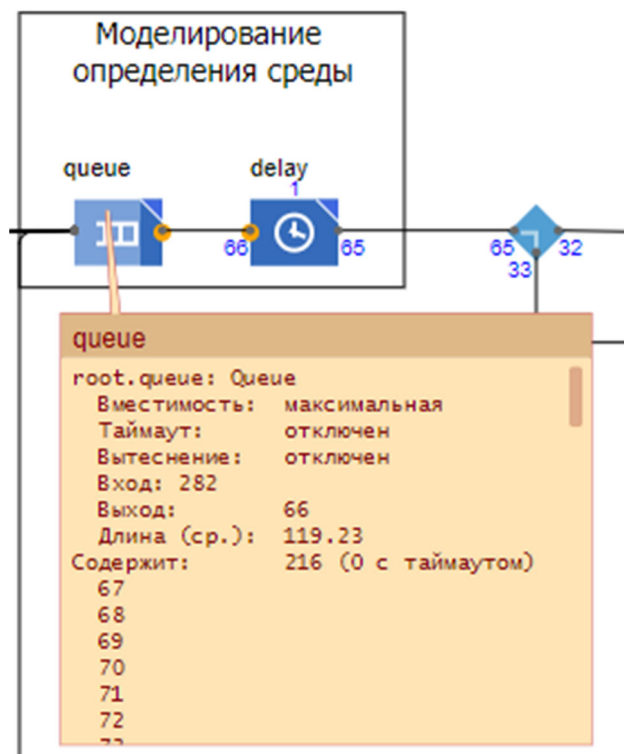 Моделирование
определения среды
queue
delay
1
66
65
65
32
33
queue
root.queue: Queue
Вместимость: максимальная
Таймаут: отключен
Вытеснение: отключен
Вход: 282
Выход: 66
Длина (ср.): 119.23
Содержит: 216 (0 с таймаутом)
67
68
69
70
71
72
73